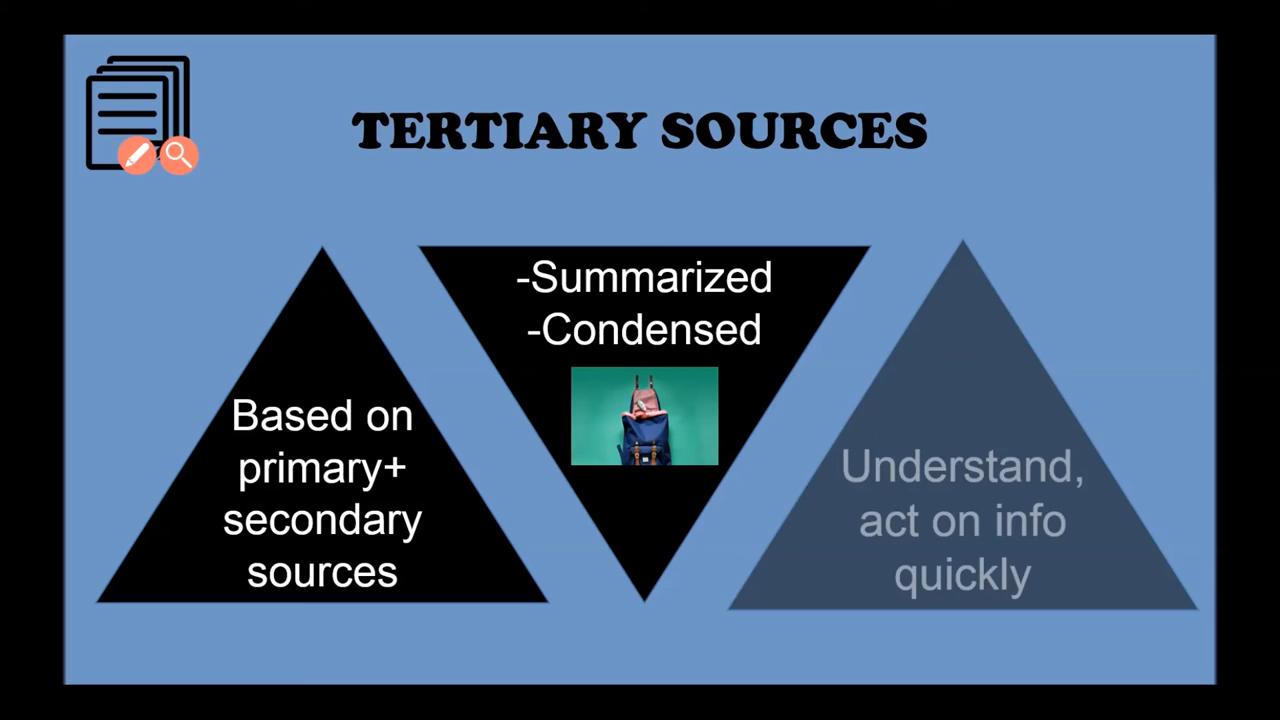 TERTIARY SOURCES
Based on
primary+
secondary
sources
-Summarized
-Condensed
Understand,
act on info
quickly